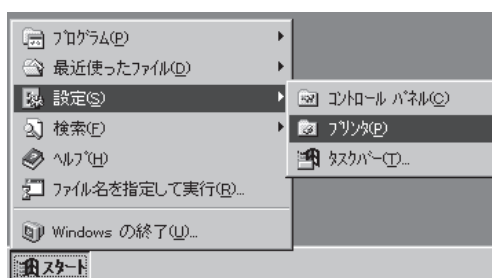 プログラム(P)
最近使ったファイル(D)
設定(S)
検索(F)
ヘルプ(H)
ファイル名を指定して実行(R)...
Windows の終了(U)...
コントロール パネル(C)
プリンタ(P)
タスクバー(T)...
スタート